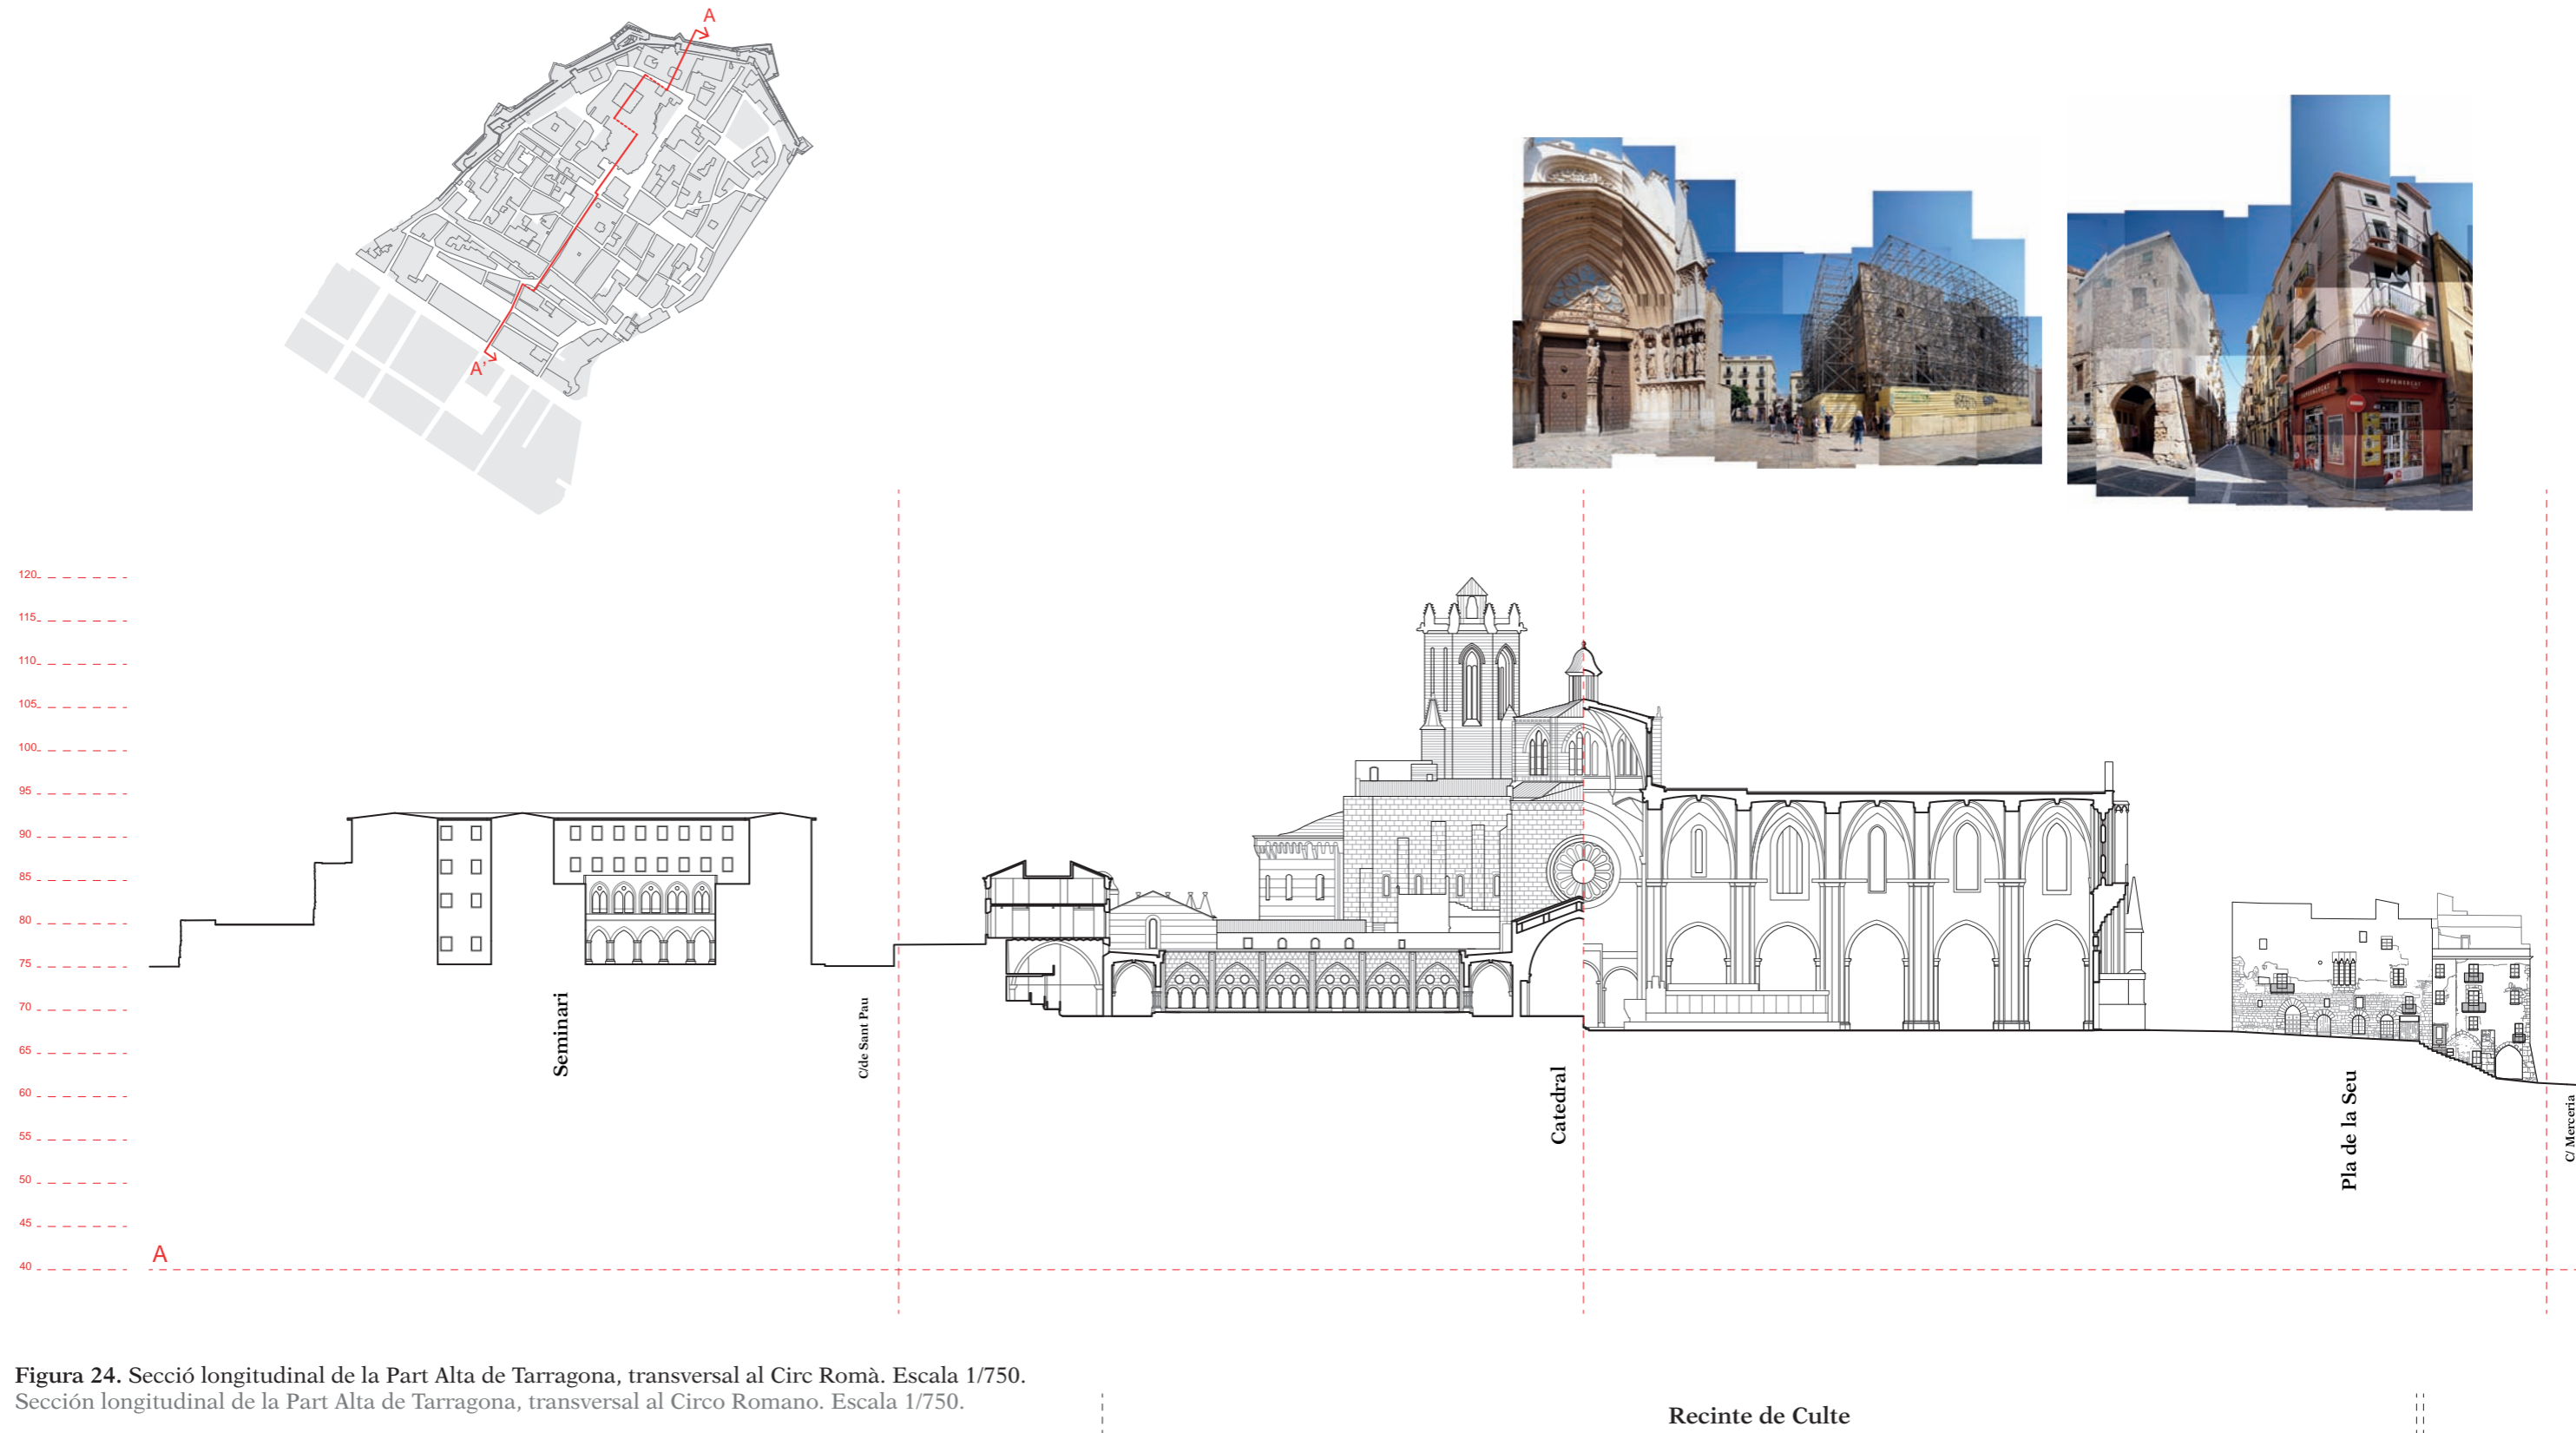 A
A'
SUPERMERCAT
120
115
110
105
100
95
90
85
80
75
70
65
60
55
50
45
40
A
Seminari
C/de Sant Pau
Catedral
Pla de la Seu
C/ Merceria
Figura 24. Secció longitudinal de la Part Alta de Tarragona, transversal al Circ Romà. Escala 1/750.
Sección longitudinal de la Part Alta de Tarragona, transversal al Circo Romano. Escala 1/750.
Recinte de Culte